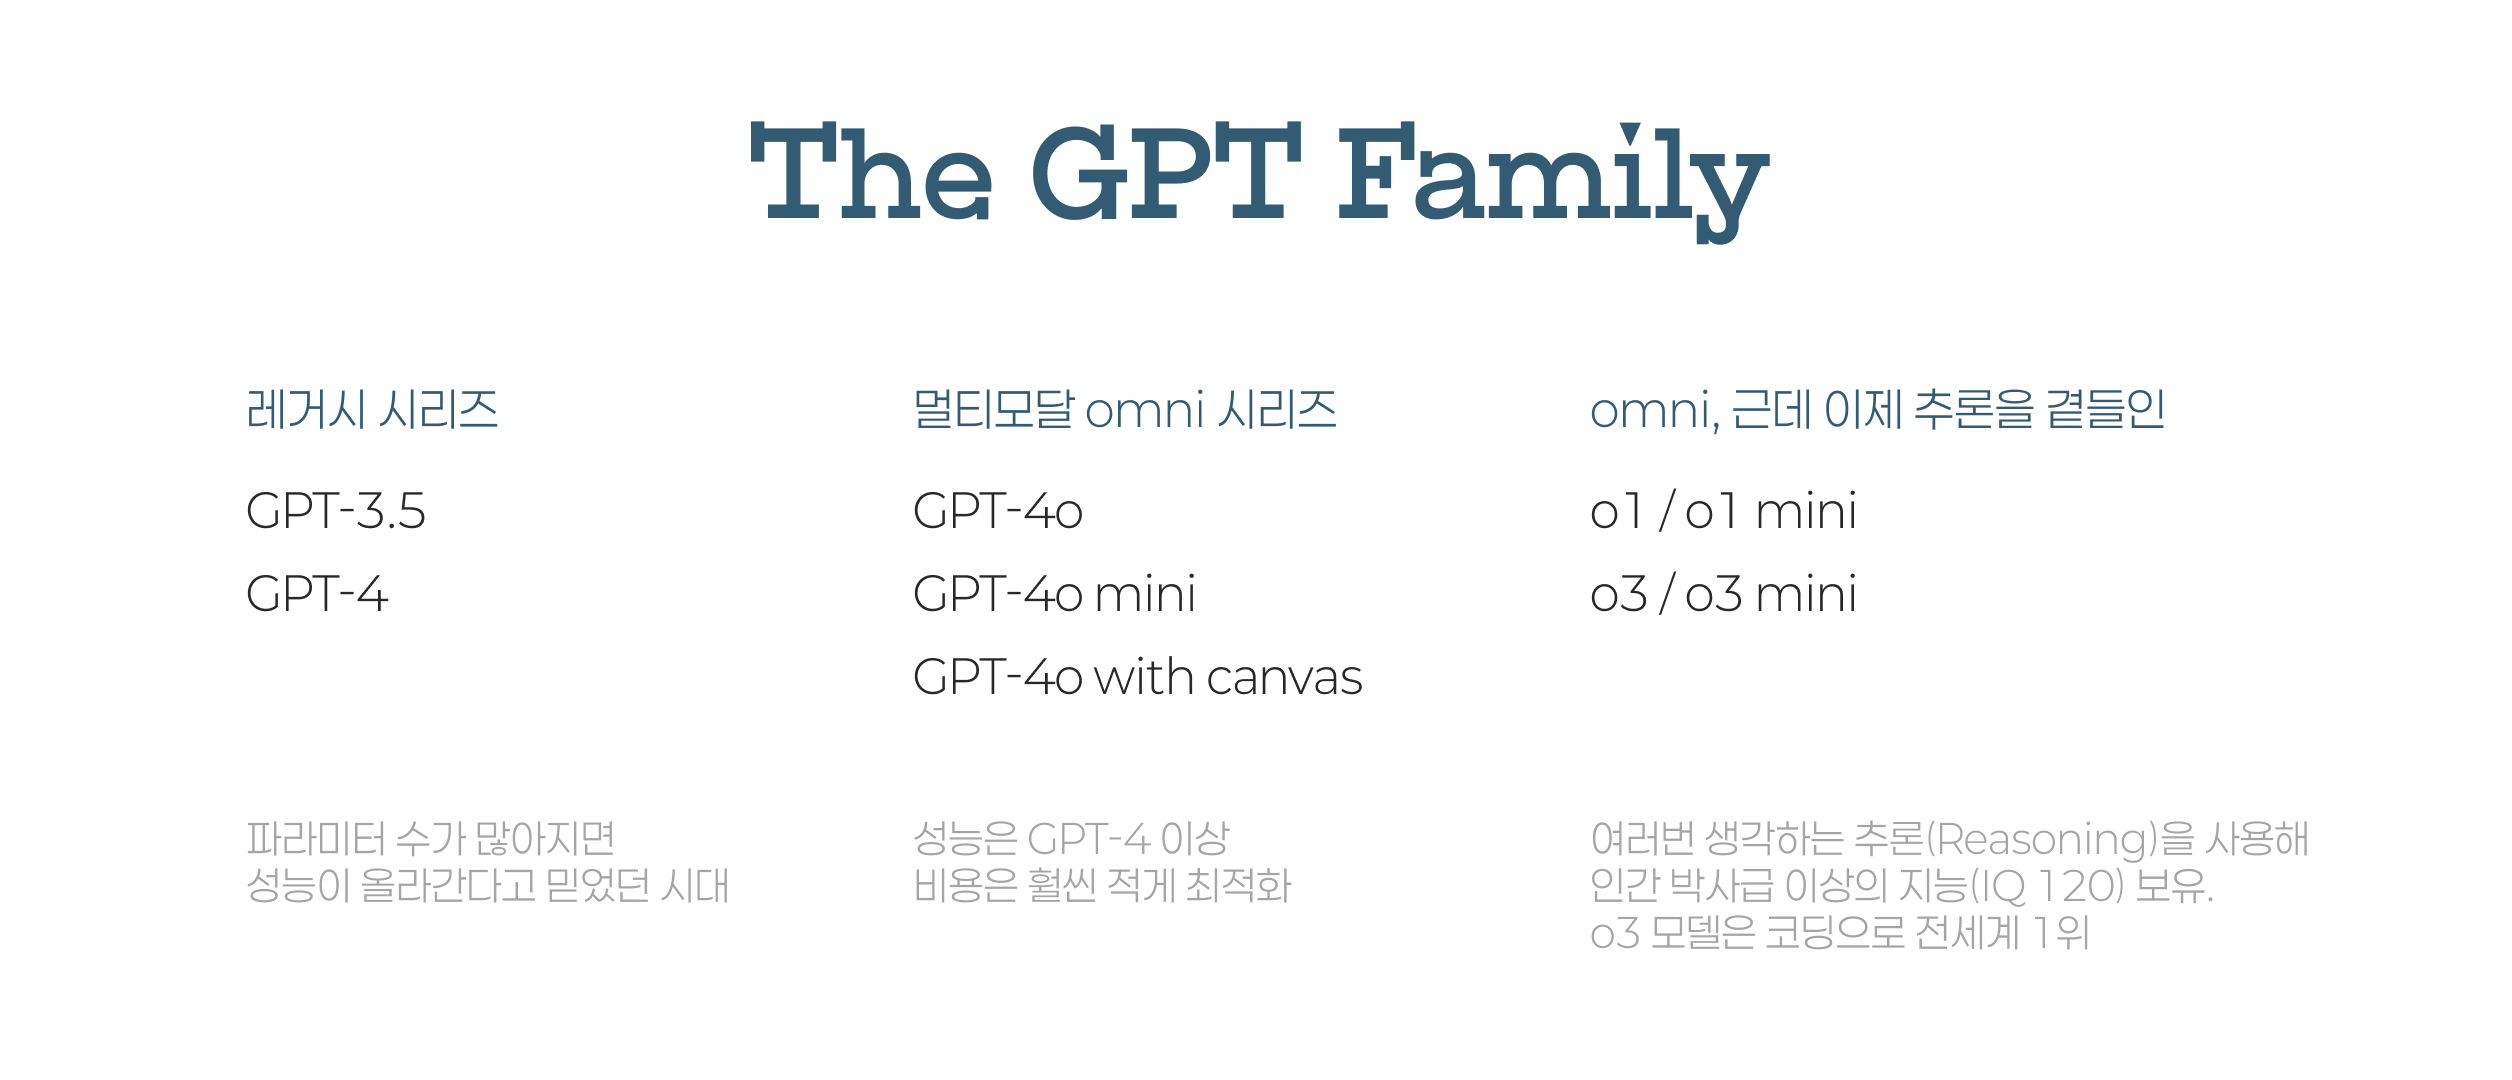 The GPT Family
레거시 시리즈
GPT-3.5
GPT-4
멀티모달 omni 시리즈
GPT-4o
GPT-4o mini
GPT-4o with canvas
omni, 근데 이제 추론을 곁들인
o1 / o1 mini
o3 / o3 mini
파라미터 수가 많아지면
성능이 올라간다고 믿었던 시대
성능은 GPT-4이상
비용은 훨씬 저렴하게 최적화
여러번 생각하는 추론(Reasoning)을 사용해
인간 평균 이상의 지능(IQ 120) 보유.
o3 모델은 코딩으로 전세계 1위